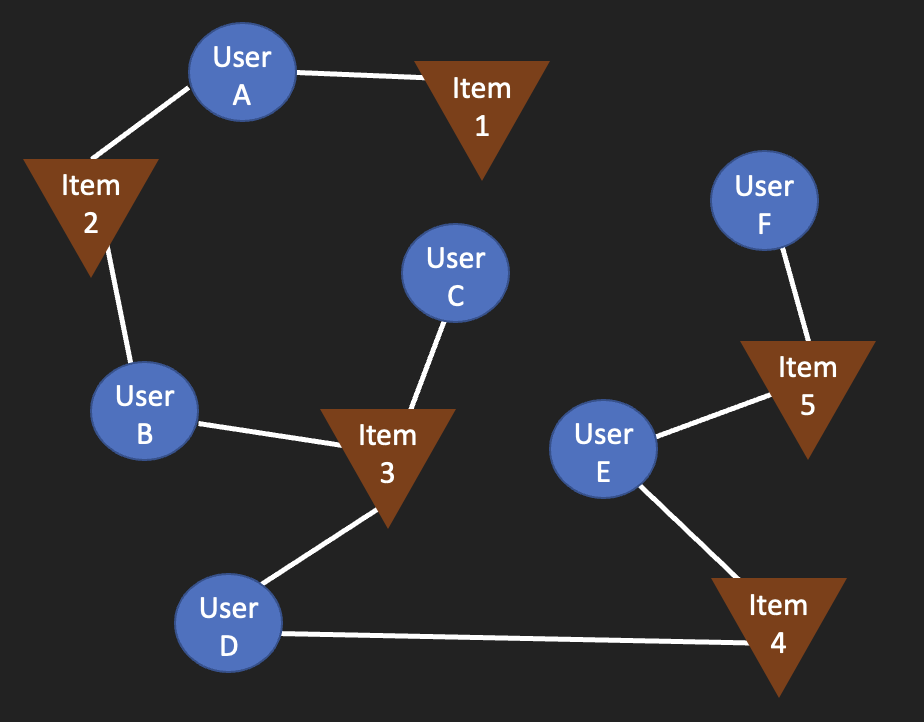 User
A
Item
1
Item
2
User
F
User
C
User
B
Item
3
User
E
Item
5
User
D
Item
4